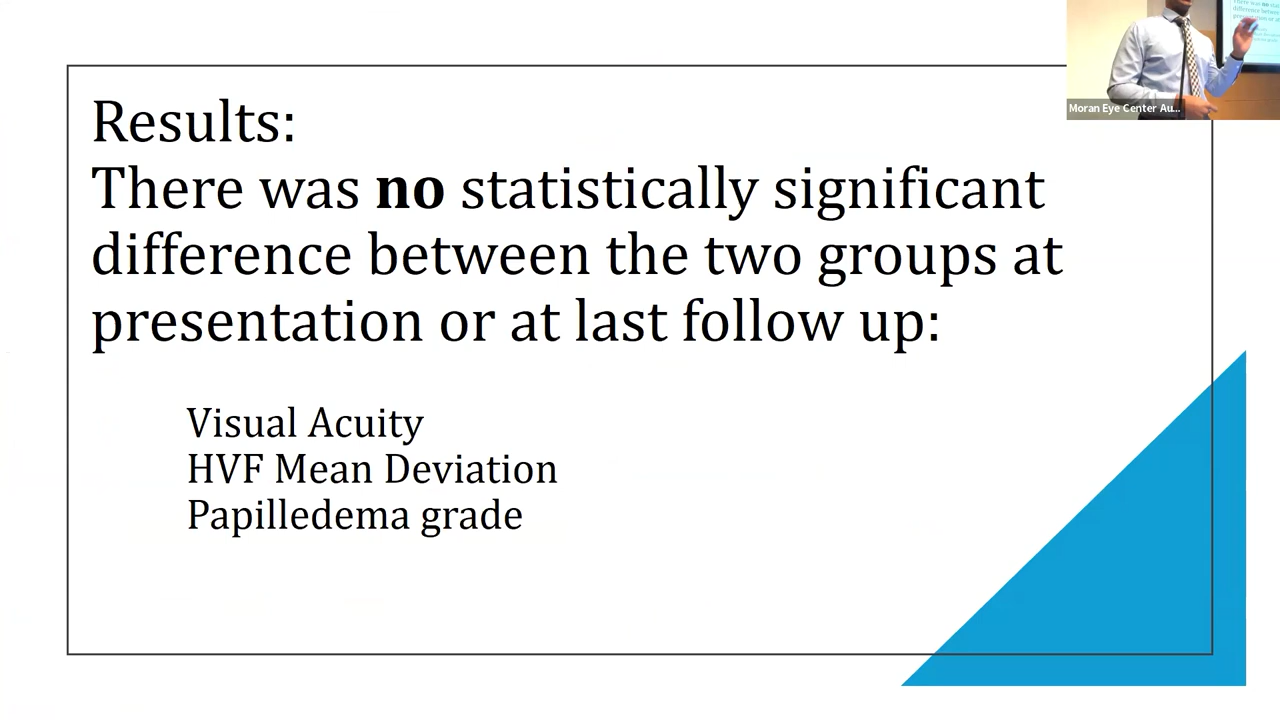 Results:
There was no statistically significant
difference between the two groups at
presentation or at last follow up:
Visual Acuity
HVF Mean Deviation
Papilledema grade
Moran Eye Center Au...